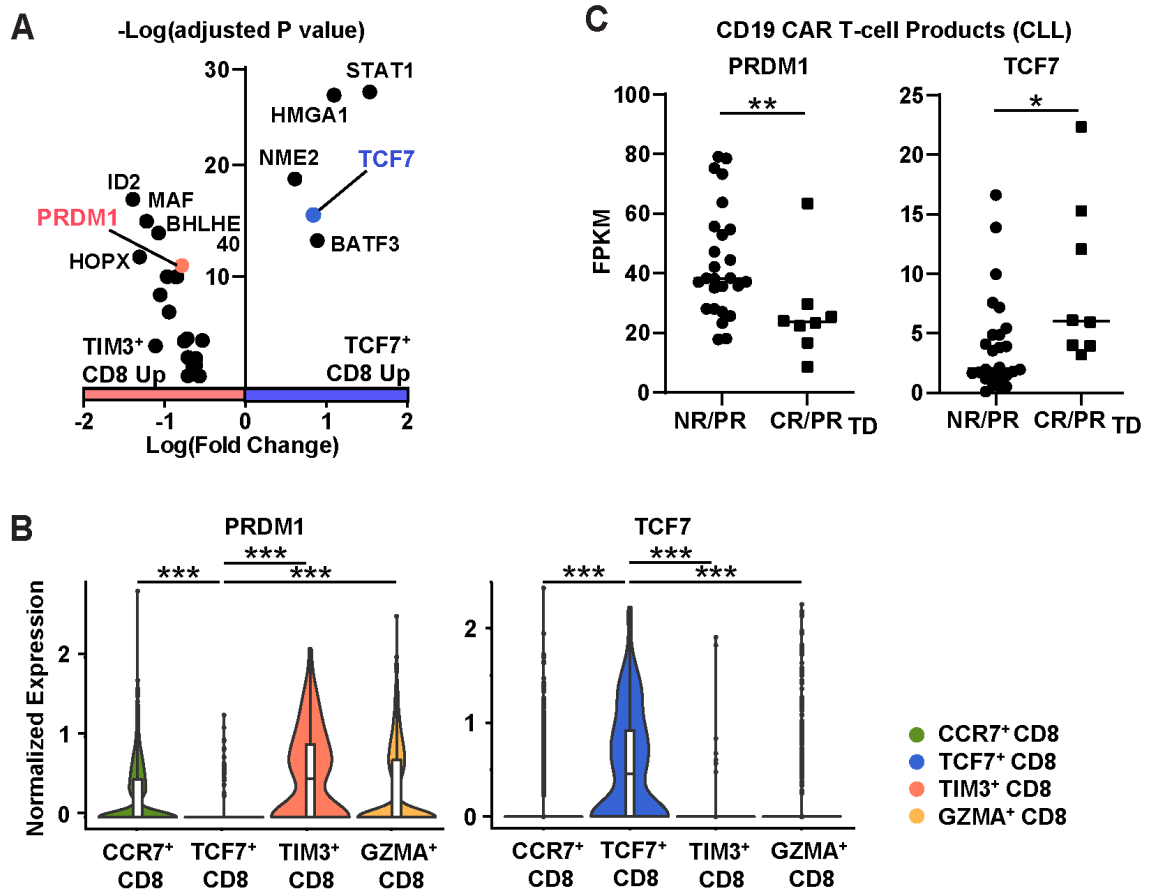 A
-Log(adjusted P value)
30
STAT1
HMGA1
20
NME2
TCF7
ID2
MAF
PRDM1
BHLHE
40
BATF3
HOPX
10
TIM3⁺
CD8 Up
TCF7⁺
CD8 Up
-2 -1 0 1 2
Log(Fold Change)
C
CD19 CAR T-cell Products (CLL)
PRDM1
**
FPKM
100
80
60
40
20
0
NR/PR CR/PR TD
TCF7
*
25
20
15
10
5
0
NR/PR CR/PR TD
B
Normalized Expression
PRDM1
***
*** ***
2
1
0
CCR7⁺ TCF7⁺ TIM3⁺ GZMA⁺
CD8 CD8 CD8 CD8
TCF7
***
*** ***
2
1
0
CCR7⁺ TCF7⁺ TIM3⁺ GZMA⁺
CD8 CD8 CD8 CD8
CCR7⁺ CD8
TCF7⁺ CD8
TIM3⁺ CD8
GZMA⁺ CD8